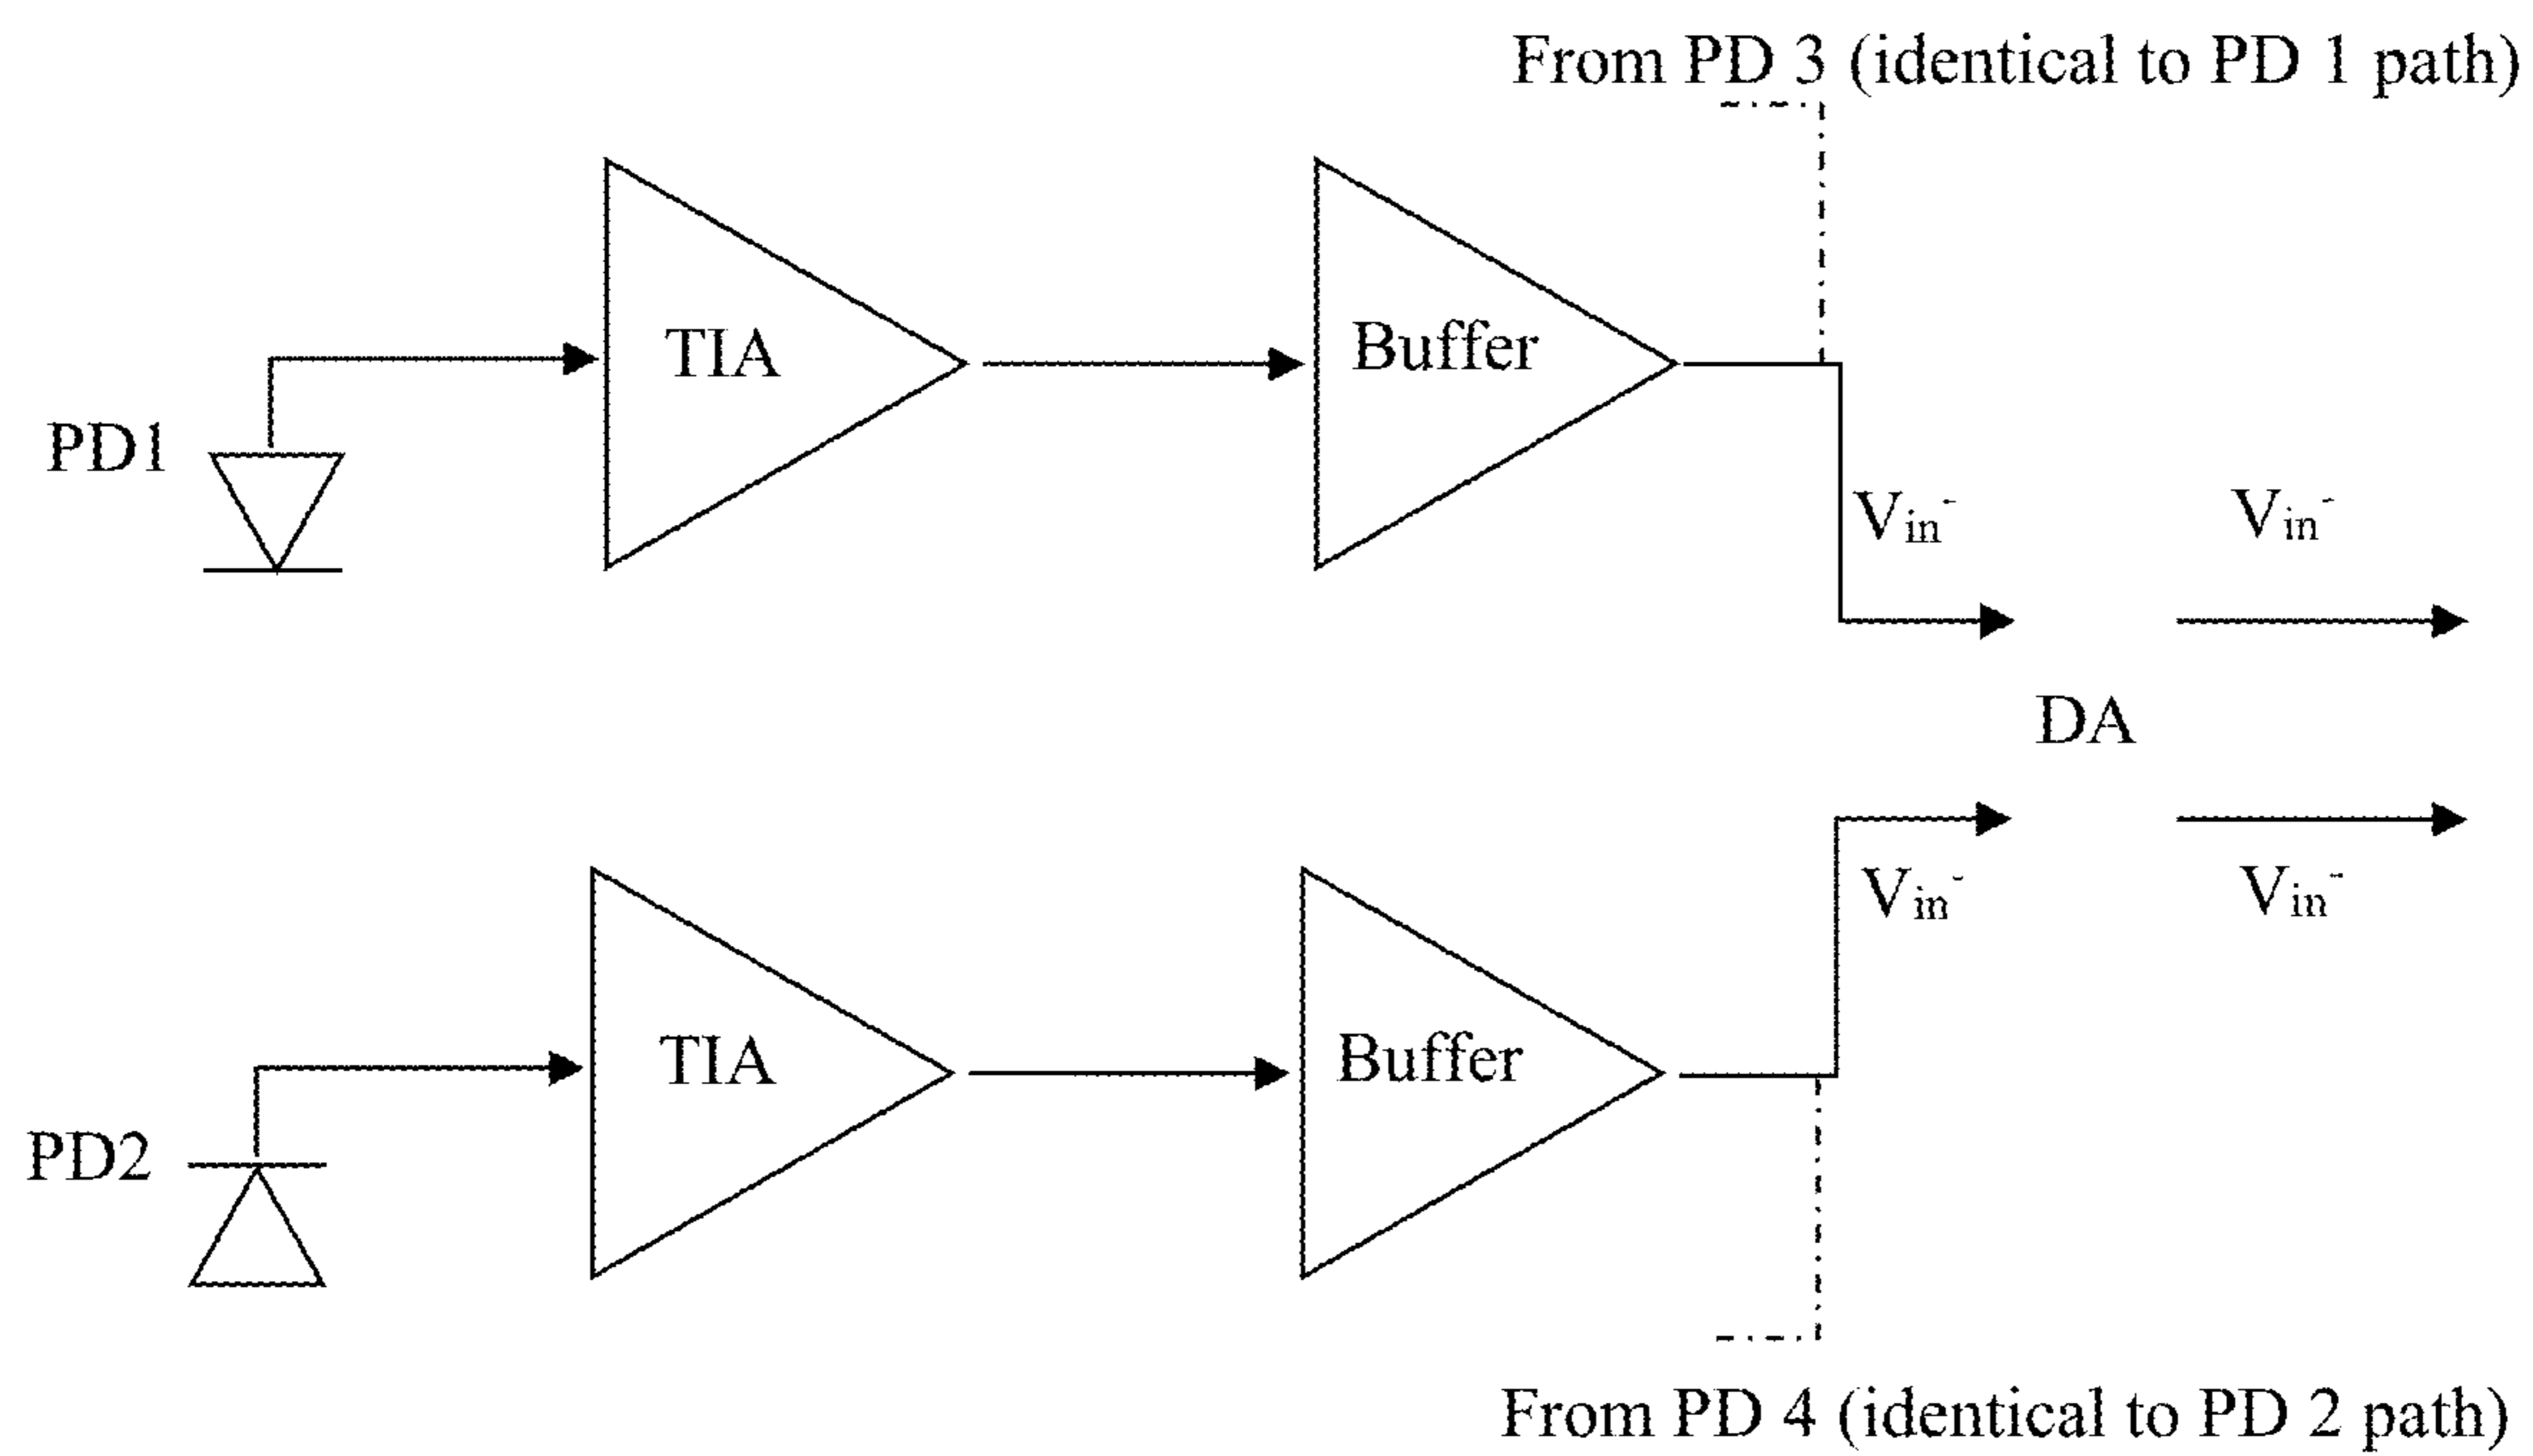 From PD 3 (identical to PD 1 path)
TIA
Buffer
PD1
Vin-
Vin-
DA
Vin-
Vin-
TIA
Buffer
PD2
From PD 4 (identical to PD 2 path)